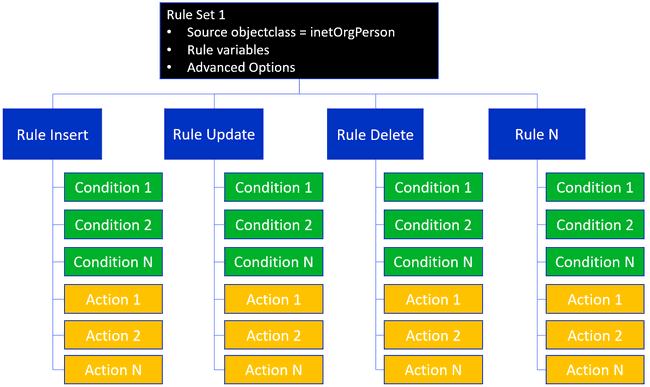 Rule Set 1
• Source objectclass = inetOrgPerson
• Rule variables
• Advanced Options
Rule Insert
Rule Update
Rule Delete
Rule N
Condition 1
Condition 1
Condition 1
Condition 1
Condition 2
Condition 2
Condition 2
Condition 2
Condition N
Condition N
Condition N
Condition N
Action 1
Action 1
Action 1
Action 1
Action 2
Action 2
Action 2
Action 2
Action N
Action N
Action N
Action N